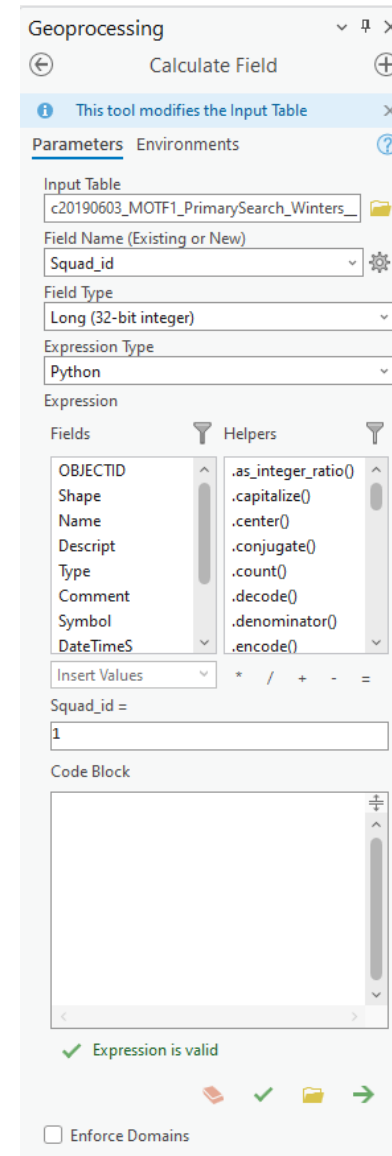 Geoprocessing
Calculate Field
This tool modifies the Input Table
Parameters Environments
Input Table
c20190603_MOTF1_PrimarySearch_Winters__
Field Name (Existing or New)
Squad_id
Field Type
Long (32-bit integer)
Expression Type
Python
Expression
Fields Helpers
OBJECTID .as_integer_ratio()
Shape .capitalize()
Name .center()
Descript .conjugate()
Type .count()
Comment .decode()
Symbol .denominator()
DateTimeS .encode()
Insert Values * / + - =
Squad_id =
1
Code Block
Expression is valid
Enforce Domains